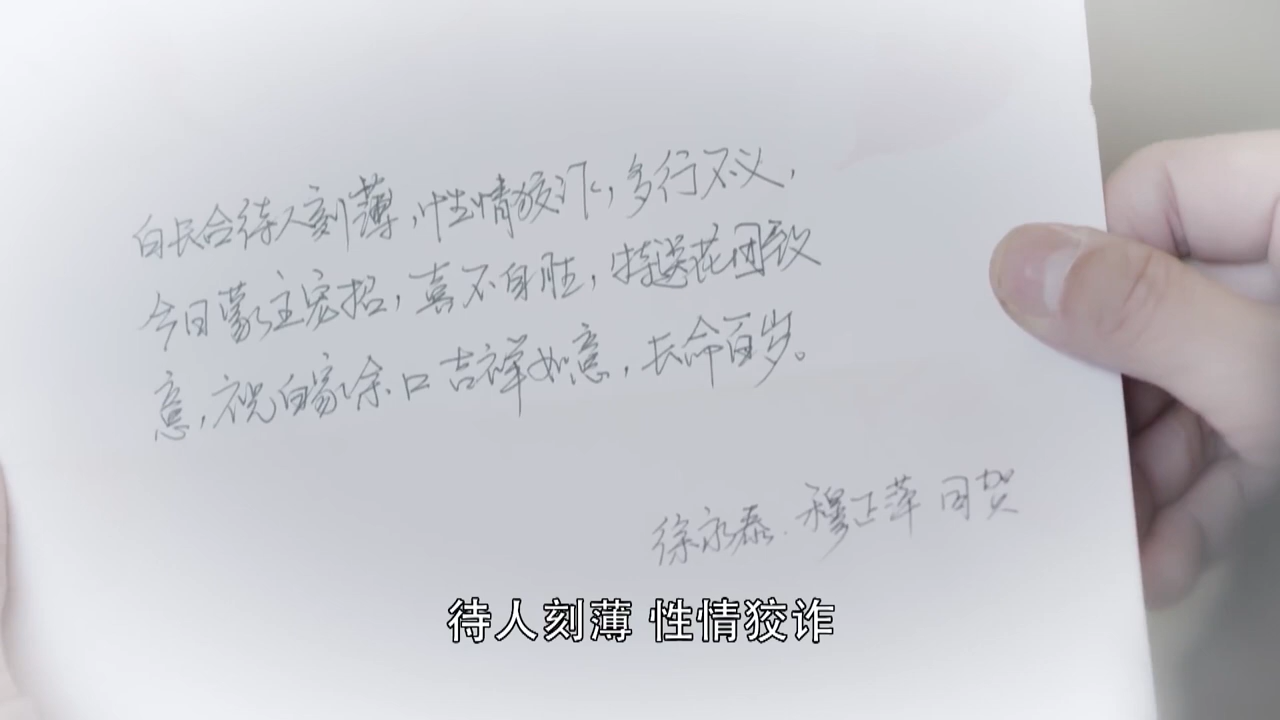 白长合待人刻薄，性情狡诈，多行不义，
今日蒙主宠招，喜不自胜，特送花圈致
意，祝白家余口吉祥如意，长命百岁。
徐永泰.穆正萍 同贺
待人刻薄 性情狡诈